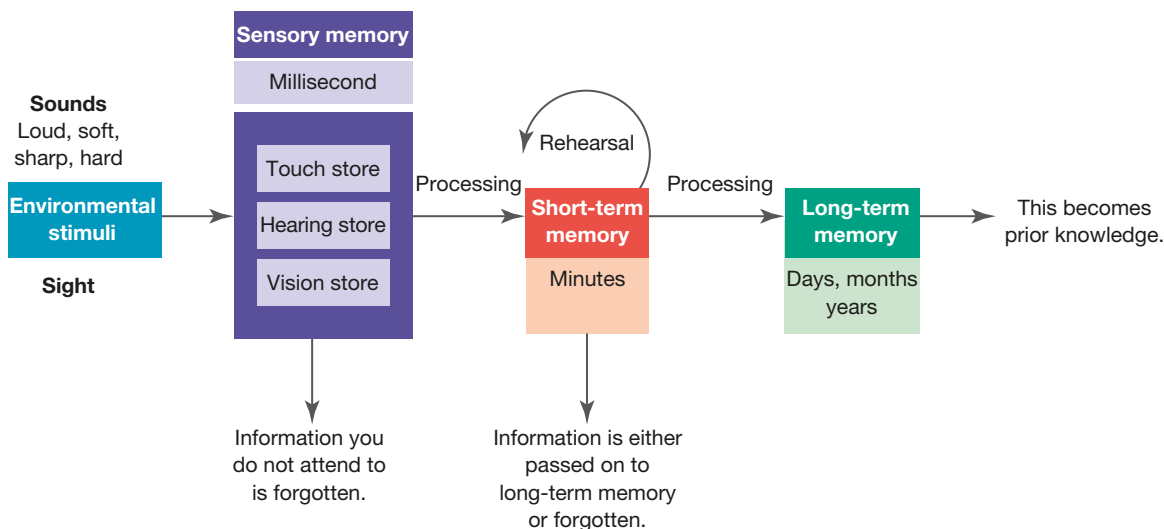 Sensory memory
Millisecond
Sounds
Loud, soft,
sharp, hard
Environmental
stimuli
Sight
Touch store
Hearing store
Vision store
Processing
Rehearsal
Short-term
memory
Minutes
Processing
Long-term
memory
Days, months
years
This becomes
prior knowledge.
Information you
do not attend to
is forgotten.
Information is either
passed on to
long-term memory
or forgotten.